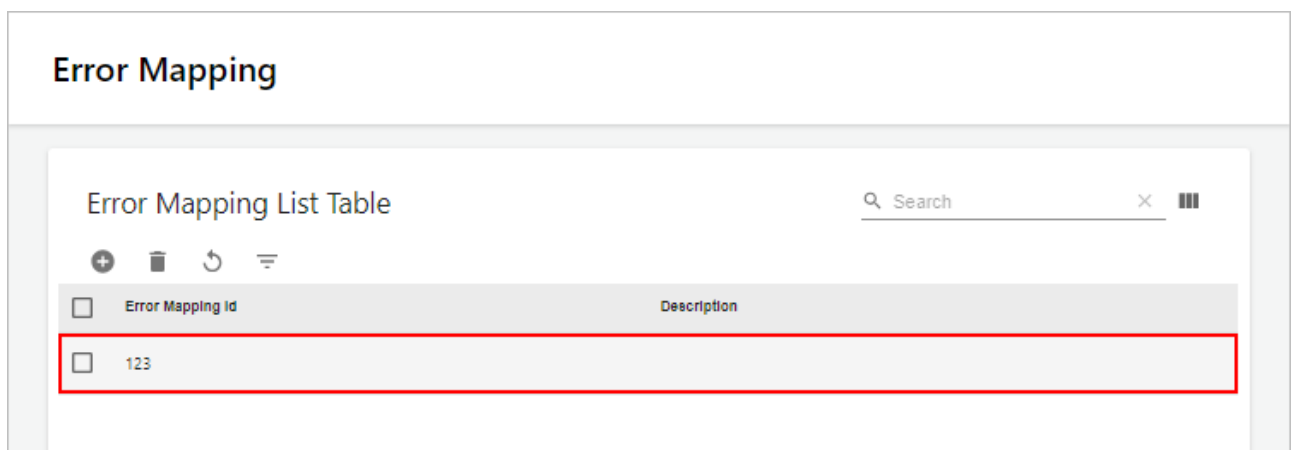 Error Mapping
Error Mapping List Table
Search
Error Mapping Id Description
123